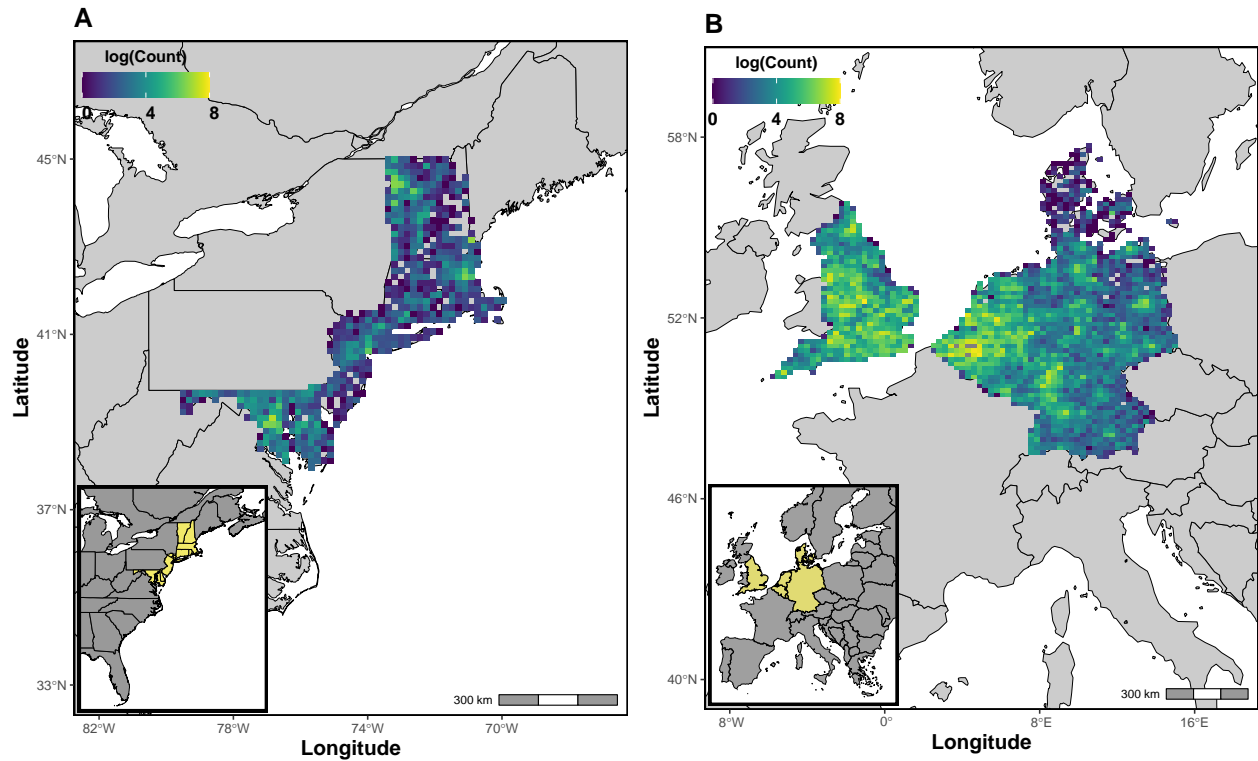 A
log(Count)
0 4 8
45°N
41°N
37°N
33°N
Latitude
300 km
82°W 78°W 74°W 70°W
Longitude
B
log(Count)
0 4 8
58°N
52°N
46°N
40°N
Latitude
300 km
8°W 0° 8°E 16°E
Longitude